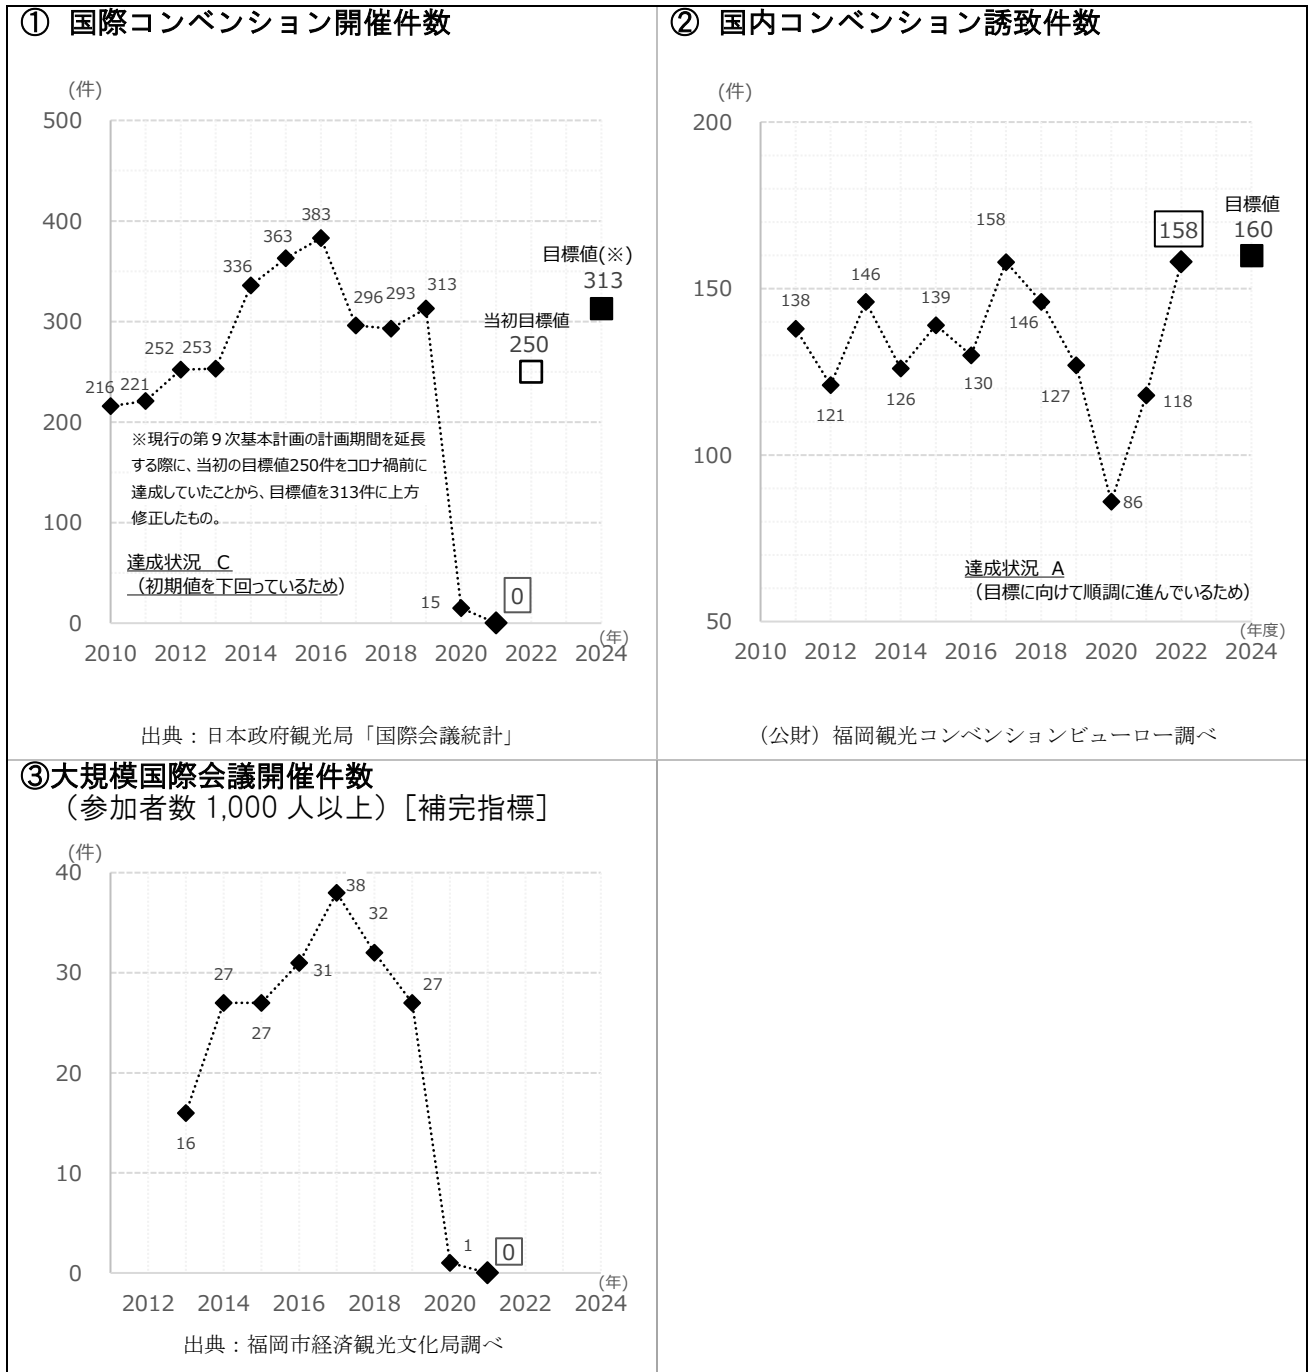 ① 国際コンベンション開催件数
(件)
500
400
300
200
100
0
216
221
252
253
336
363
383
296
293
313
15
0
目標値(※)
313
当初目標値
250
※現行の第9次基本計画の計画期間を延長
する際に、当初の目標値250件をコロナ禍前に
達成していたことから、目標値を313件に上方
修正したもの。
達成状況 C
(初期値を下回っているため)
(年)
2010 2012 2014 2016 2018 2020 2022 2024
出典：日本政府観光局「国際会議統計」
② 国内コンベンション誘致件数
(件)
200
150
100
50
138
121
146
126
139
130
158
146
127
86
118
158
目標値
160
達成状況 A
(目標に向けて順調に進んでいるため)
(年度)
2010 2012 2014 2016 2018 2020 2022 2024
（公財）福岡観光コンベンションビューロー調べ
③大規模国際会議開催件数
（参加者数 1,000 人以上）［補完指標］
(件)
40
30
20
10
0
16
27
27
31
38
32
27
1
0
(年)
2012 2014 2016 2018 2020 2022 2024
出典：福岡市経済観光文化局調べ